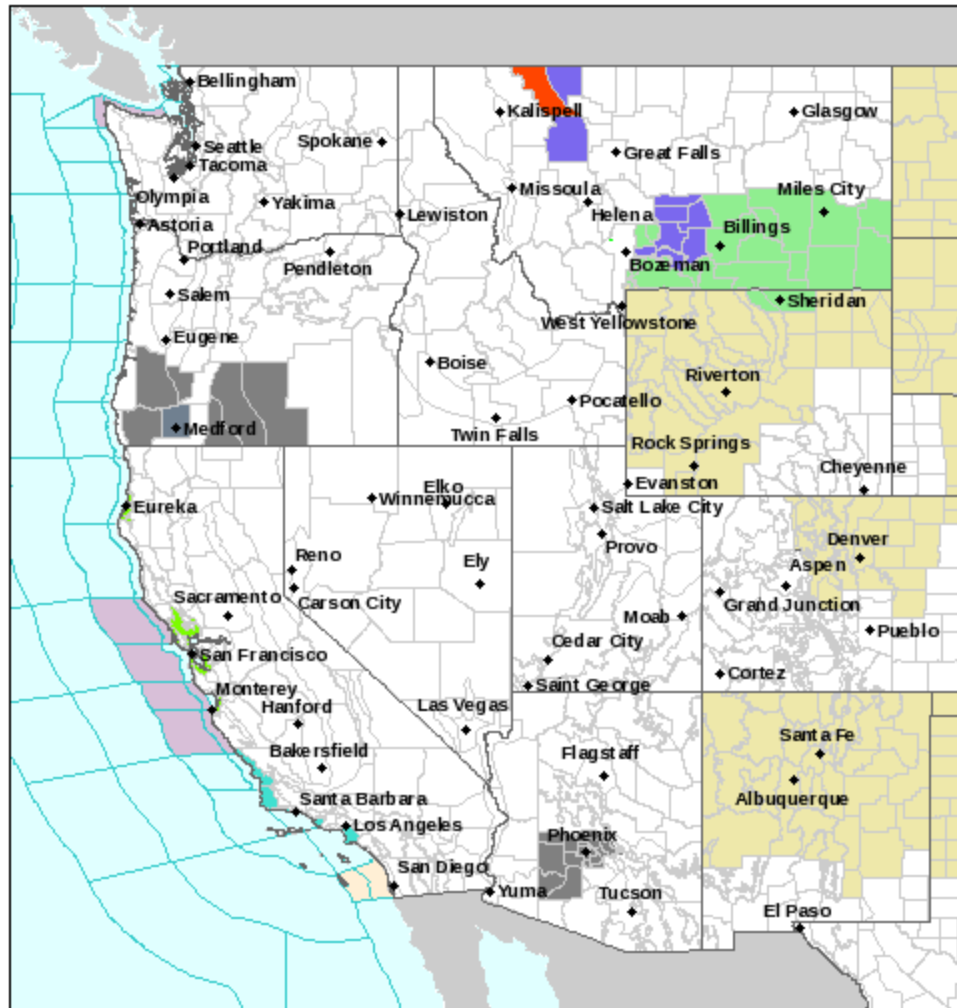 Bellingham
Kalispell
Glasgow
Seattle
Spokane
Great Falls
Tacoma
Olympia
Missoula
Miles City
Yakima
Helena
Lewiston
Astoria
Billings
Portland
Pendleton
Bozeman
Salem
Sheridan
West Yellowstone
Eugene
Boise
Riverton
Pocatello
Medford
Twin Falls
Rock Springs
Cheyenne
Elko
Evanston
Winnemucca
Eureka
Salt Lake City
Denver
Provo
Reno
Ely
Aspen
Sacramento
Carson City
Grand Junction
Moab
Pueblo
Cedar City
San Francisco
Cortez
Monterey
Saint George
Hanford
Las Vegas
Santa Fe
Bakersfield
Flagstaff
Santa Barbara
Albuquerque
Los Angeles
Phoenix
San Diego
Yuma
Tucson
El Paso